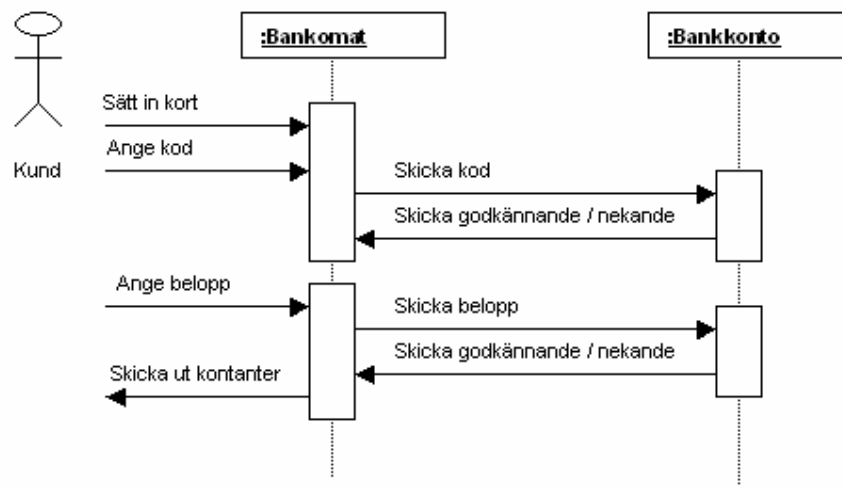 :Bankomat
:Bankkonto
Sätt in kort
Ange kod
Kund
Skicka kod
Skicka godkännande / nekande
Ange belopp
Skicka belopp
Skicka godkännande / nekande
Skicka ut kontanter